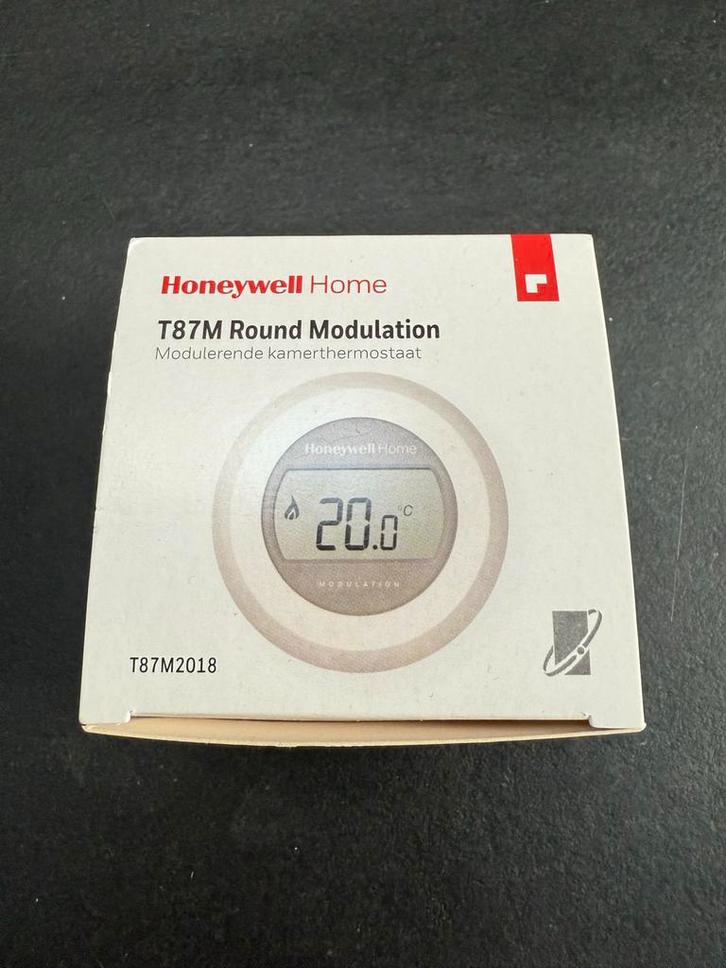 Honeywell Home
T87M Round Modulation
Modulerende kamerthermostaat
Honeywell Home
20.0 °C
MODULATION
T87M2018